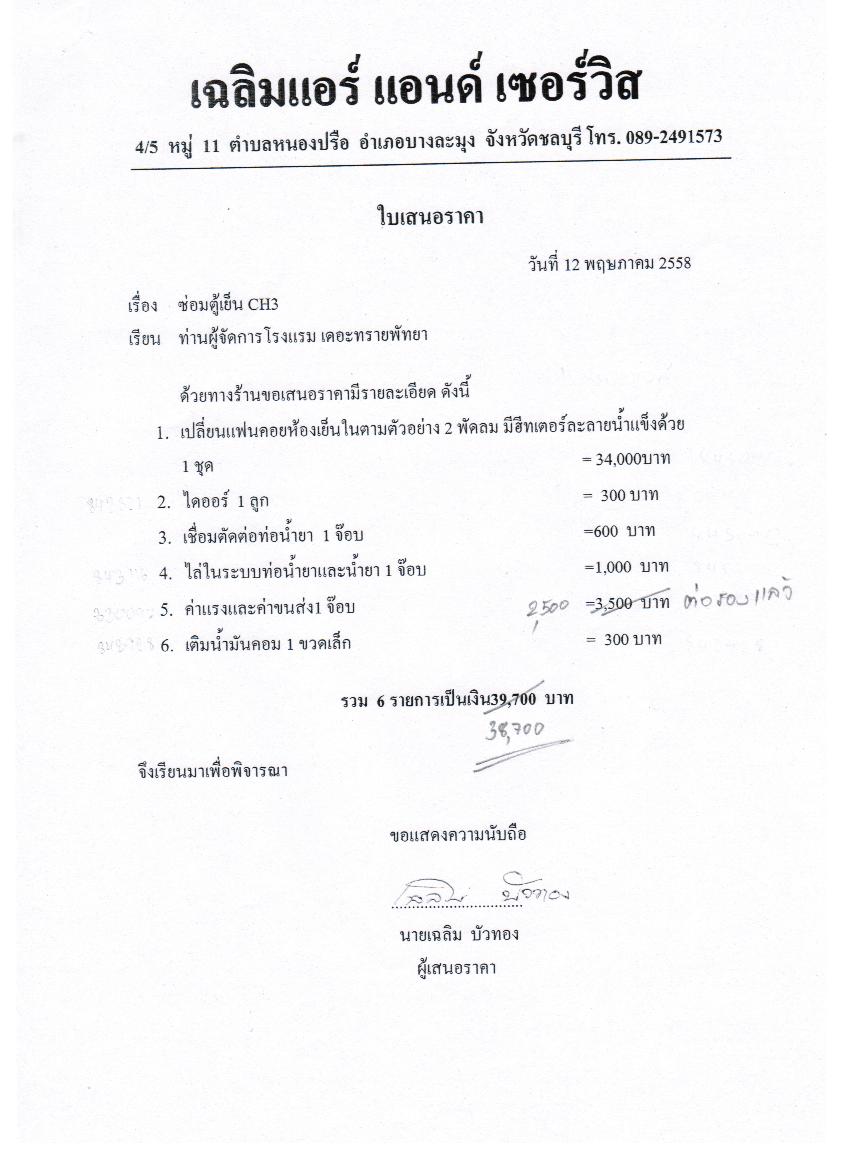 เฉลิมแอร์ แอนด์ เซอร์วิส
4/5 หมู่ 11 ตำบลหนองปรือ อำเภอบางละมุง จังหวัดชลบุรี โทร. 089-2491573
ใบเสนอราคา
วันที่ 12 พฤษภาคม 2558
เรื่อง ซ่อมตู้เย็น CH3
เรียน ท่านผู้จัดการโรงแรม เดอะทรายพัทยา
ด้วยทางร้านขอเสนอราคามีรายละเอียด ดังนี้
1. เปลี่ยนแฟนคอยห้องเย็นในตามตัวอย่าง 2 พัดลม มีฮีทเตอร์ละลายน้ำแข็งด้วย
1 ชุด = 34,000บาท
2. ไดออร์ 1 ลูก = 300 บาท
3. เชื่อมตัดต่อท่อน้ำยา 1 จ๊อบ =600 บาท
4. ไล่ในระบบท่อน้ำยาและน้ำยา 1 จ๊อบ =1,000 บาท
5. ค่าแรงและค่าขนส่ง1 จ๊อบ 2,500 =3,500 บาท ต่อรองแล้ว
6. เติมน้ำมันคอม 1 ขวดเล็ก = 300 บาท
รวม 6 รายการเป็นเงิน39,700 บาท
38,700
จึงเรียนมาเพื่อพิจารณา
ขอแสดงความนับถือ
เฉลิม บัวทอง
นายเฉลิม บัวทอง
ผู้เสนอราคา